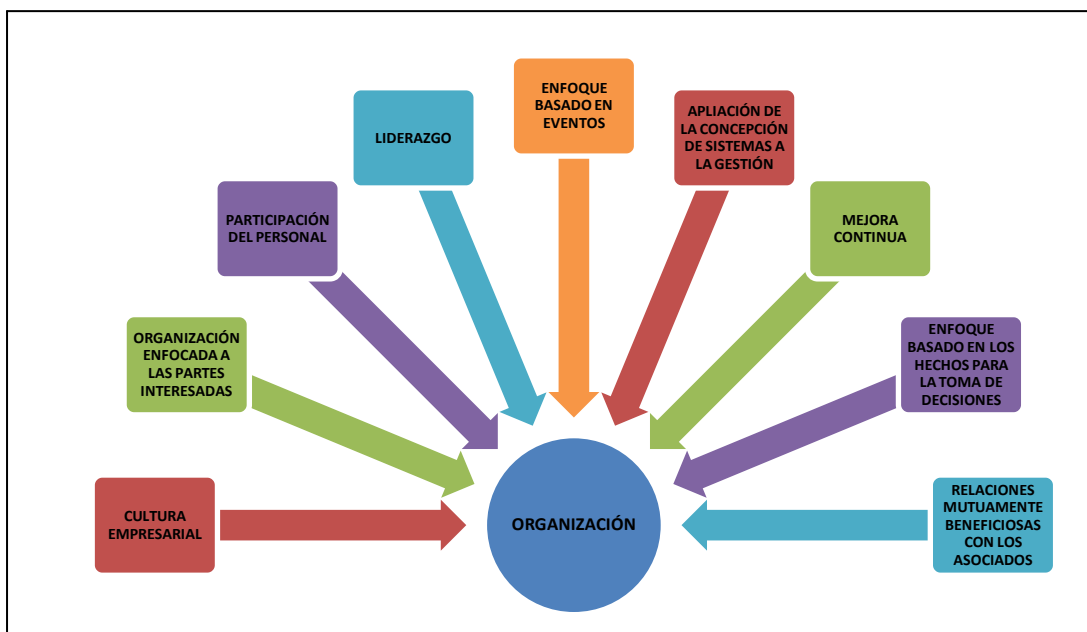 ENFOQUE
BASADO EN
EVENTOS
LIDERAZGO
APLIACIÓN DE
LA CONCEPCIÓN
DE SISTEMAS A
LA GESTIÓN
PARTICIPACIÓN
DEL PERSONAL
MEJORA
CONTINUA
ORGANIZACIÓN
ENFOCADA A
LAS PARTES
INTERESADAS
ENFOQUE
BASADO EN LOS
HECHOS PARA
LA TOMA DE
DECISIONES
CULTURA
EMPRESARIAL
ORGANIZACIÓN
RELACIONES
MUTUAMENTE
BENEFICIOSAS
CON LOS
ASOCIADOS